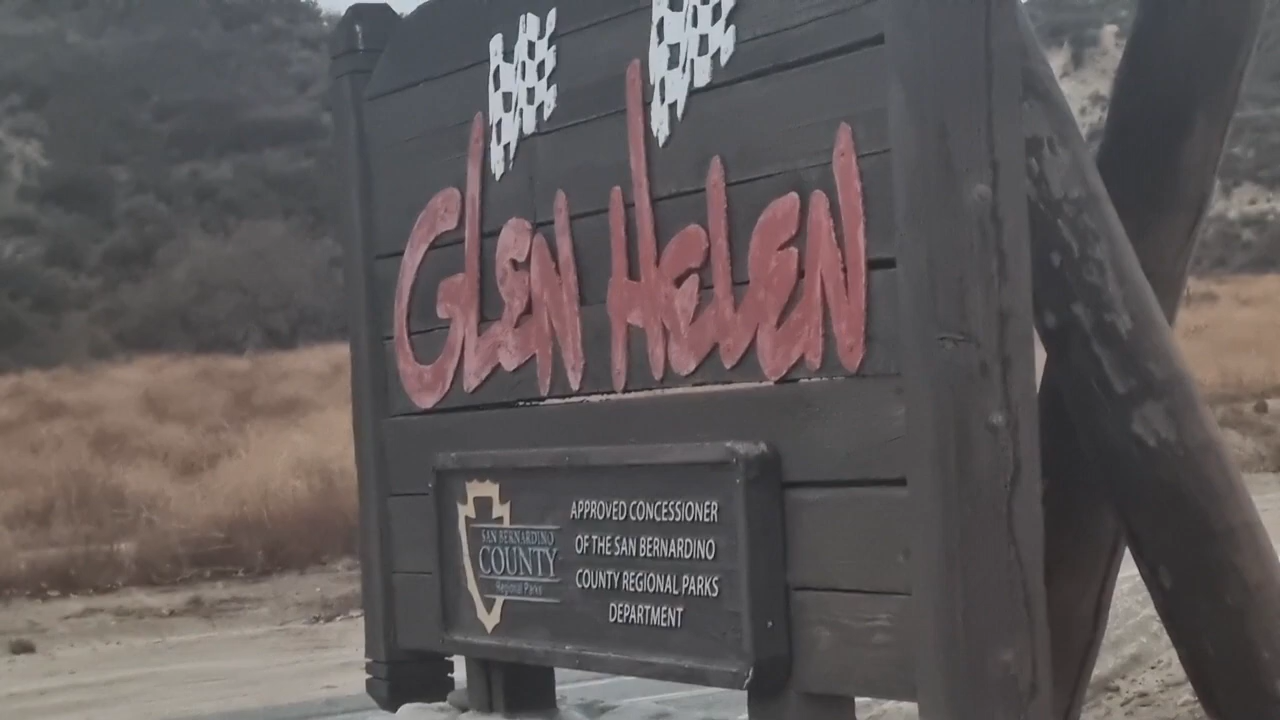 GLEN HELEN
SAN BERNARDINO
COUNTY
Regional Parks
APPROVED CONCESSIONER
OF THE SAN BERNARDINO
COUNTY REGIONAL PARKS
DEPARTMENT